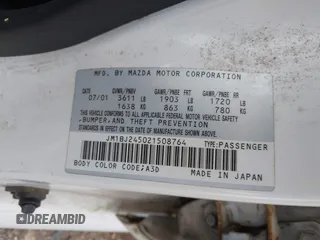 MFG. BY MAZDA MOTOR CORPORATION
GVWR/PNBV GAWR/PNBE FRT GAWR/PNBE RR
07/01 3611 LB 1903 LB 1720 LB
1638 KG 863 KG 780 KG
THIS VEHICLE CONFORMS TO ALL APPLICABLE
FEDERAL MOTOR VEHICLE SAFETY
,BUMPER,AND THEFT PREVENTION
STANDARDS IN EFFECT ON THE DATE
OF MANUFACTURE SHOWN ABOVE.
JM1BJ245021508764 TYPE:PASSENGER
BODY COLOR CODE:A3D MADE IN JAPAN
AUTOBIDCAR